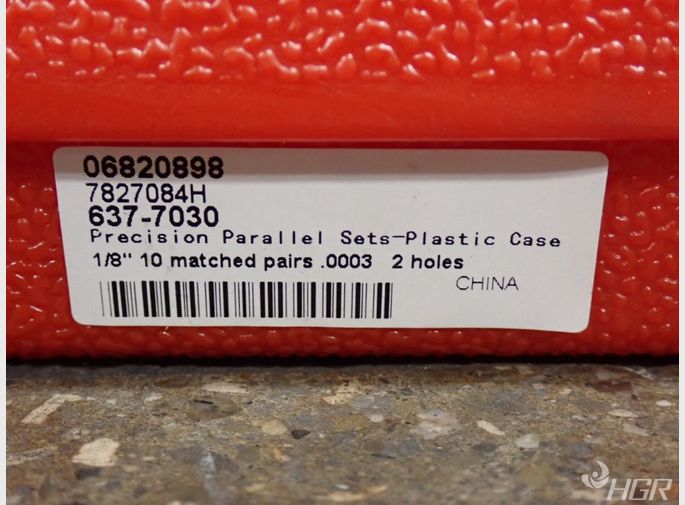 06820898
7827084H
637-7030
Precision Parallel Sets-Plastic Case
1/8" 10 matched pairs .0003 2 holes
CHINA
HGR